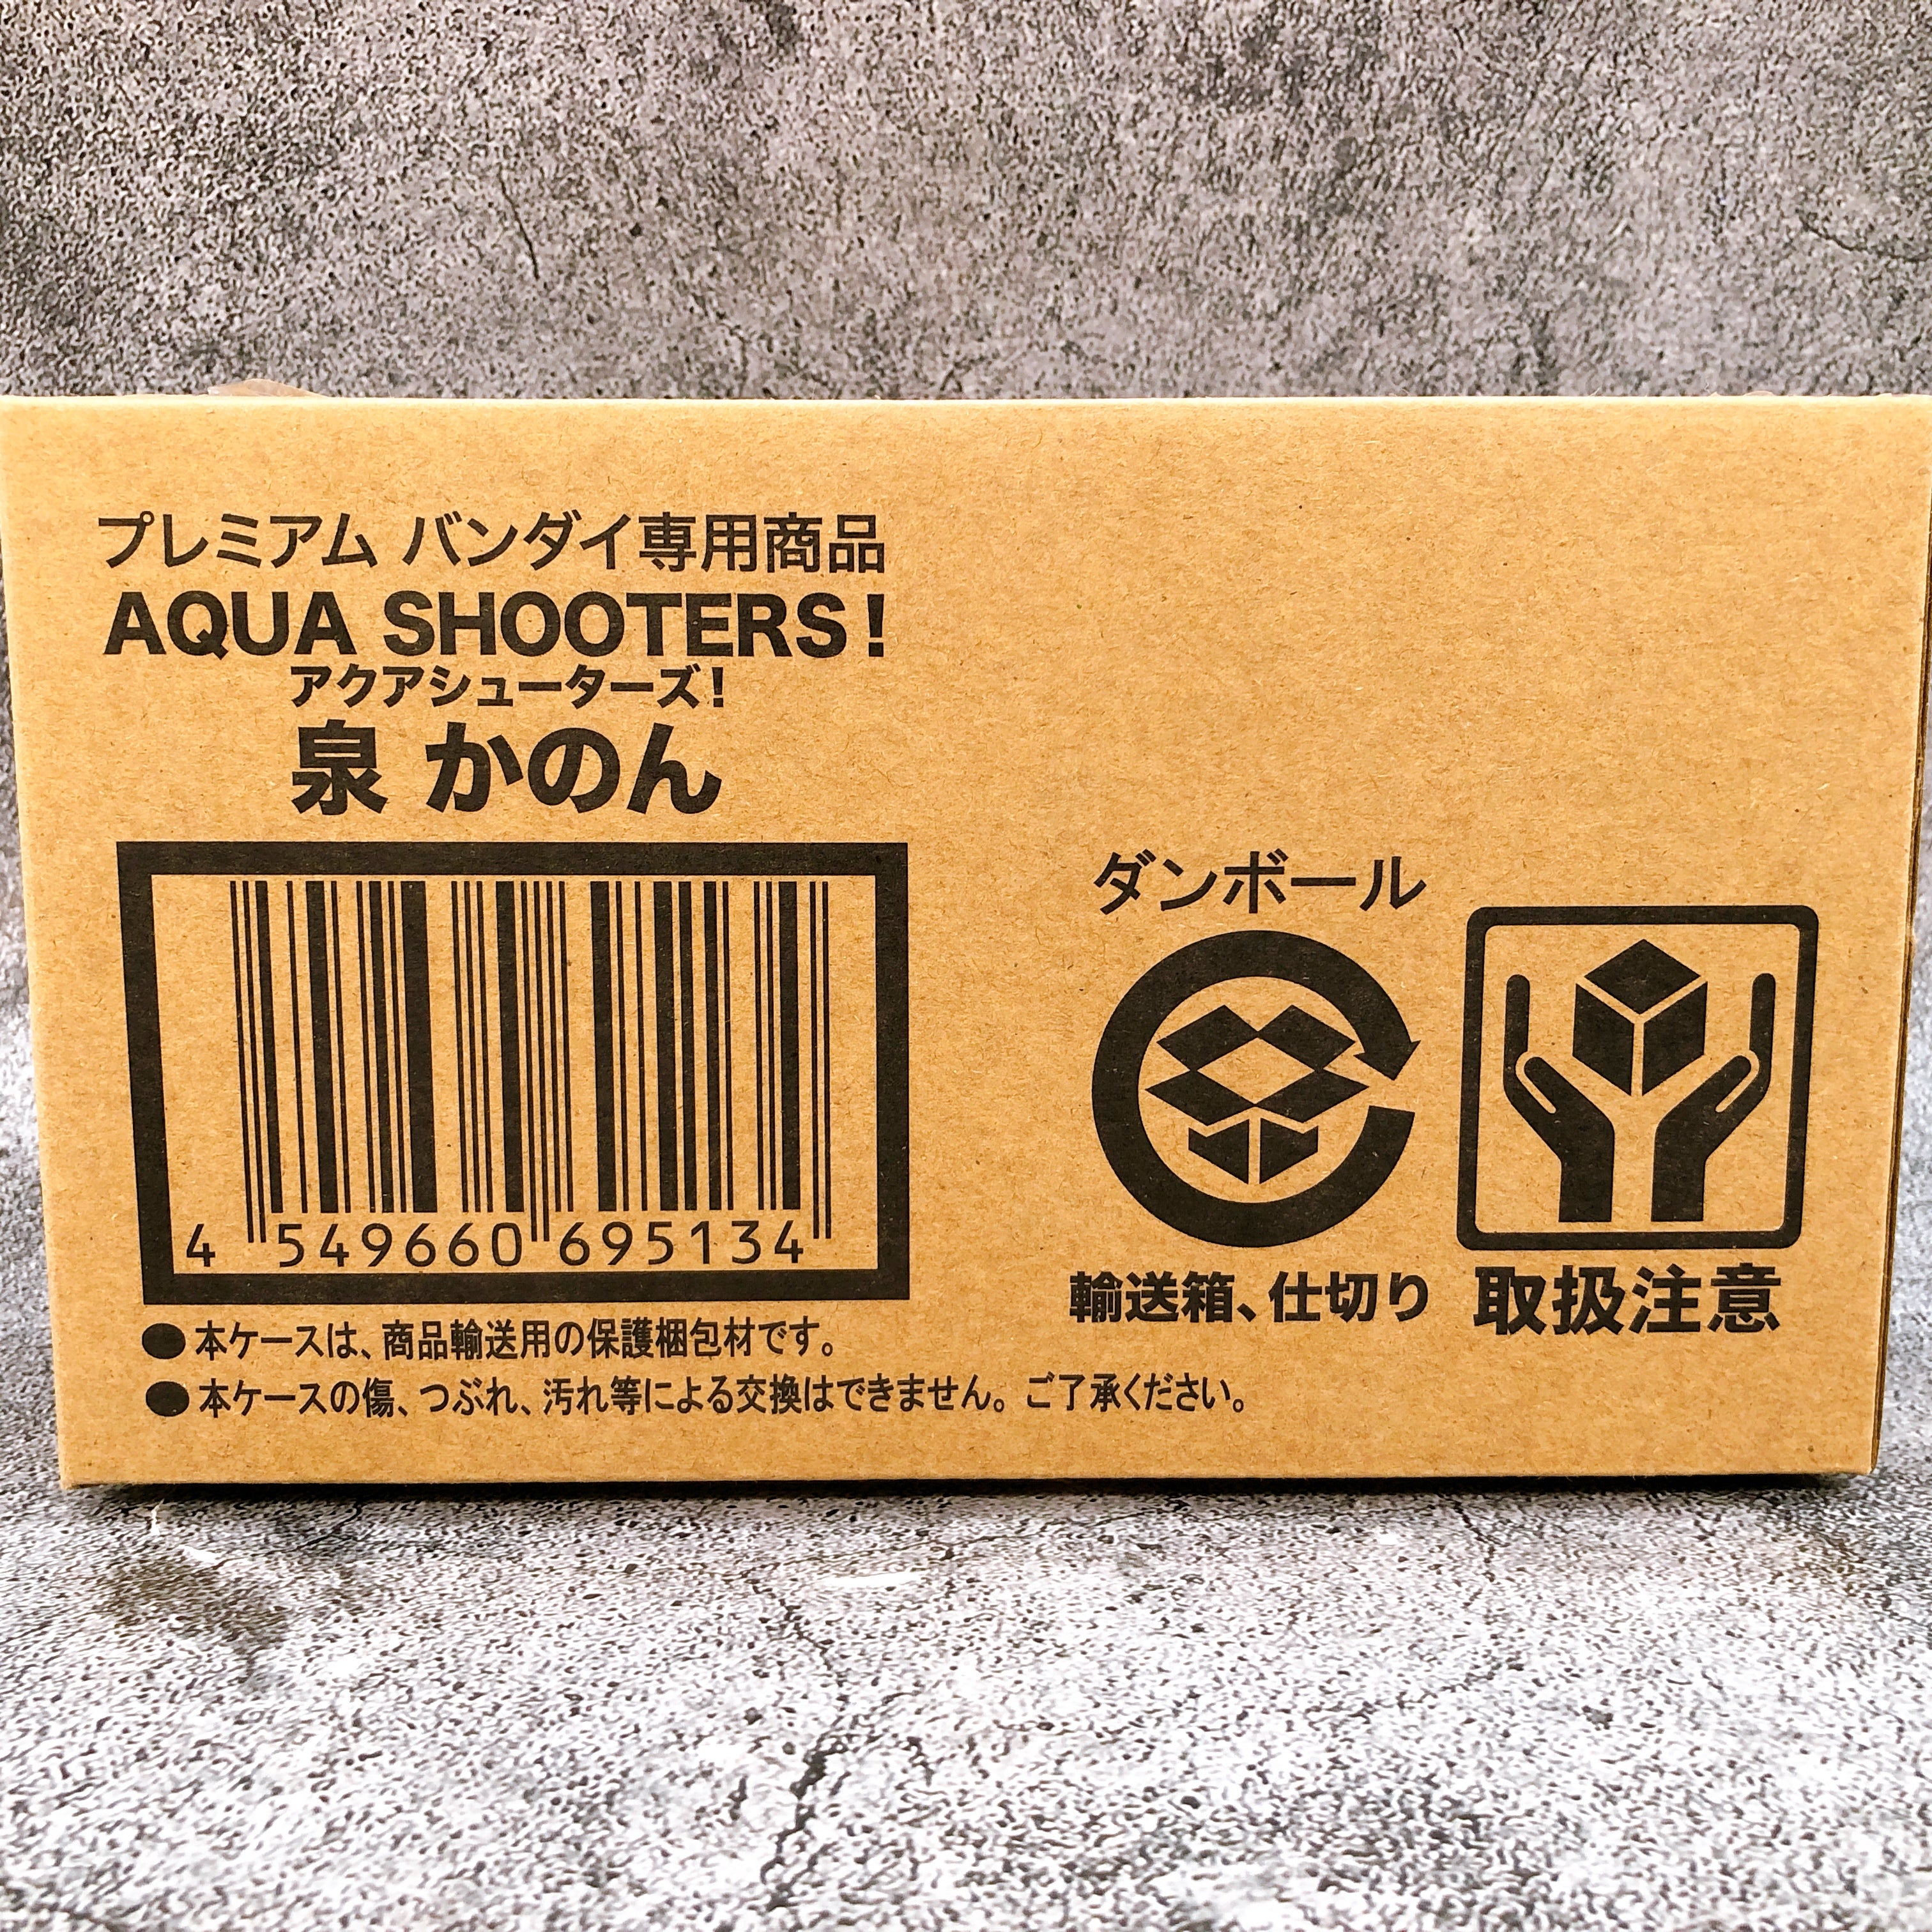 プレミアム バンダイ専用商品
AQUA SHOOTERS!
アクアシューターズ!
泉 かのん
4 549660 695134
ダンボール
輸送箱、仕切り
取扱注意
●本ケースは、商品輸送用の保護梱包材です。
●本ケースの傷、つぶれ、汚れ等による交換はできません。ご了承ください。